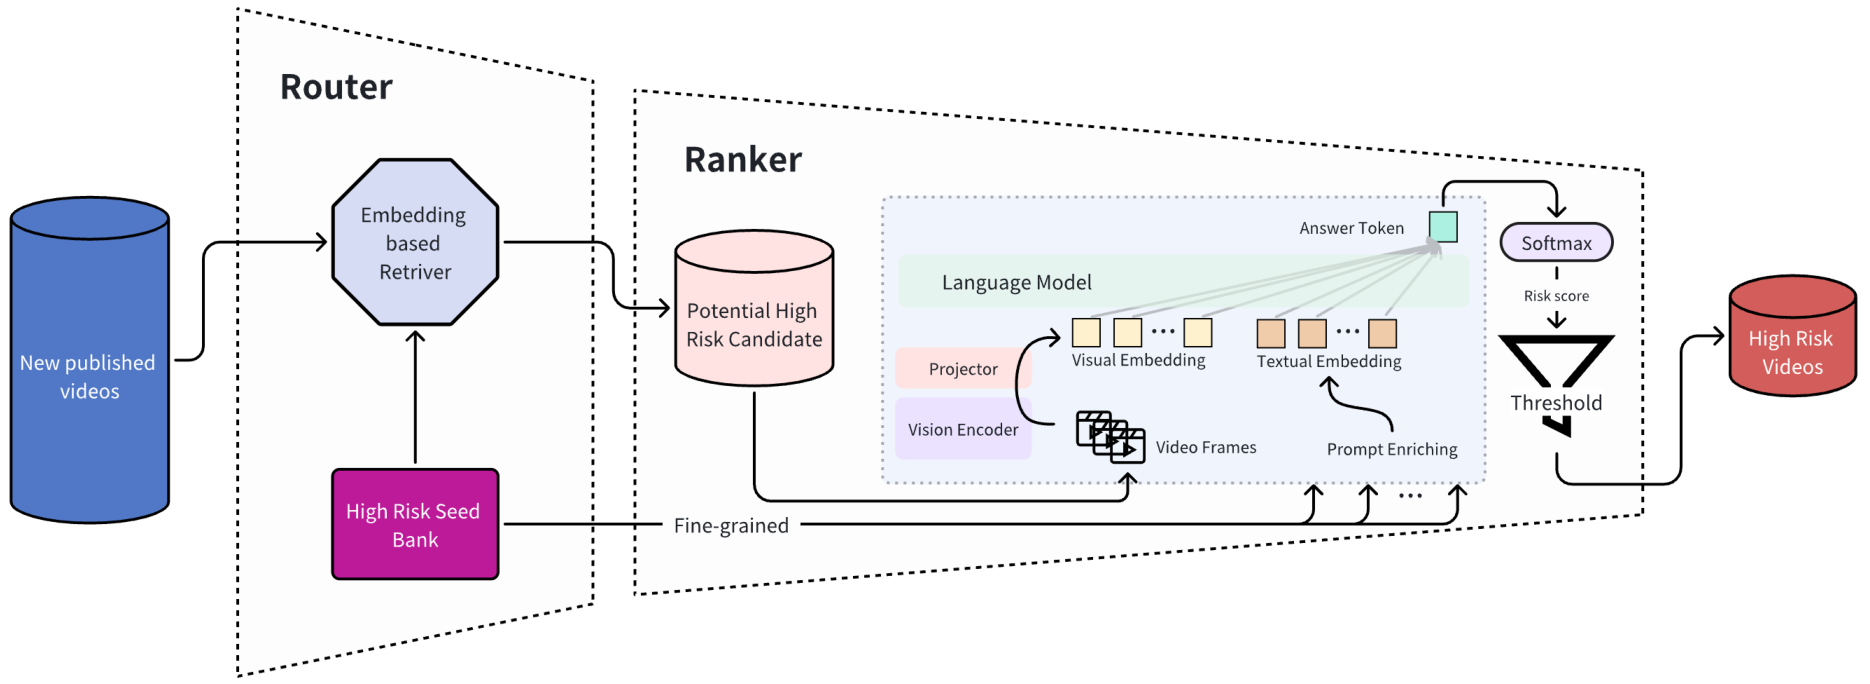 Router
Ranker
New published
videos
Embedding
based
Retriver
High Risk Seed
Bank
Potential High
Risk Candidate
Fine-grained
Answer Token
Language Model
Projector
Vision Encoder
Visual Embedding
Textual Embedding
Video Frames
Prompt Enriching
...
Softmax
Risk score
Threshold
High Risk
Videos